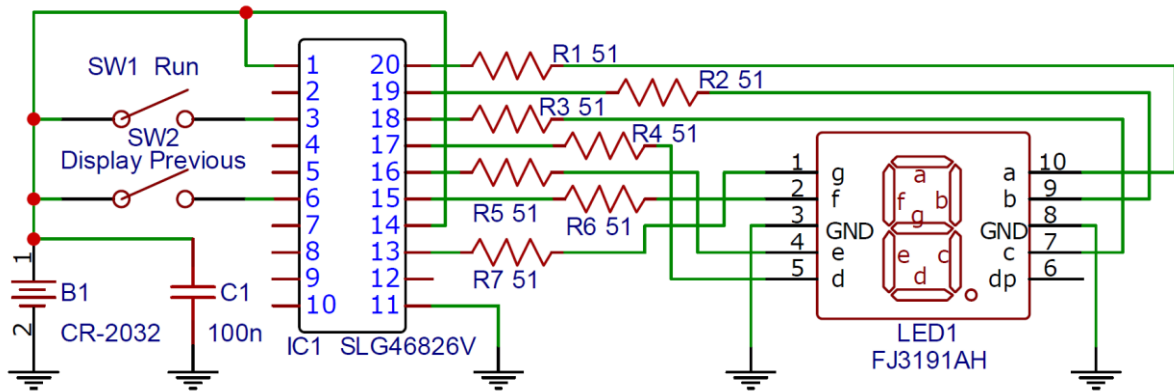 SW1 Run
SW2
Display Previous
1
2
B1
CR-2032
C1
100n
1
2
3
4
5
6
7
8
9
10
20
19
18
17
16
15
14
13
12
11
IC1 SLG46826V
R1 51
R2 51
R3 51
R4 51
R5 51
R6 51
R7 51
1 g
2 f
3 GND
4 e
5 d
a
f b
g
e c
d
a 10
b 9
GND 8
c 7
dp 6
LED1
FJ3191AH